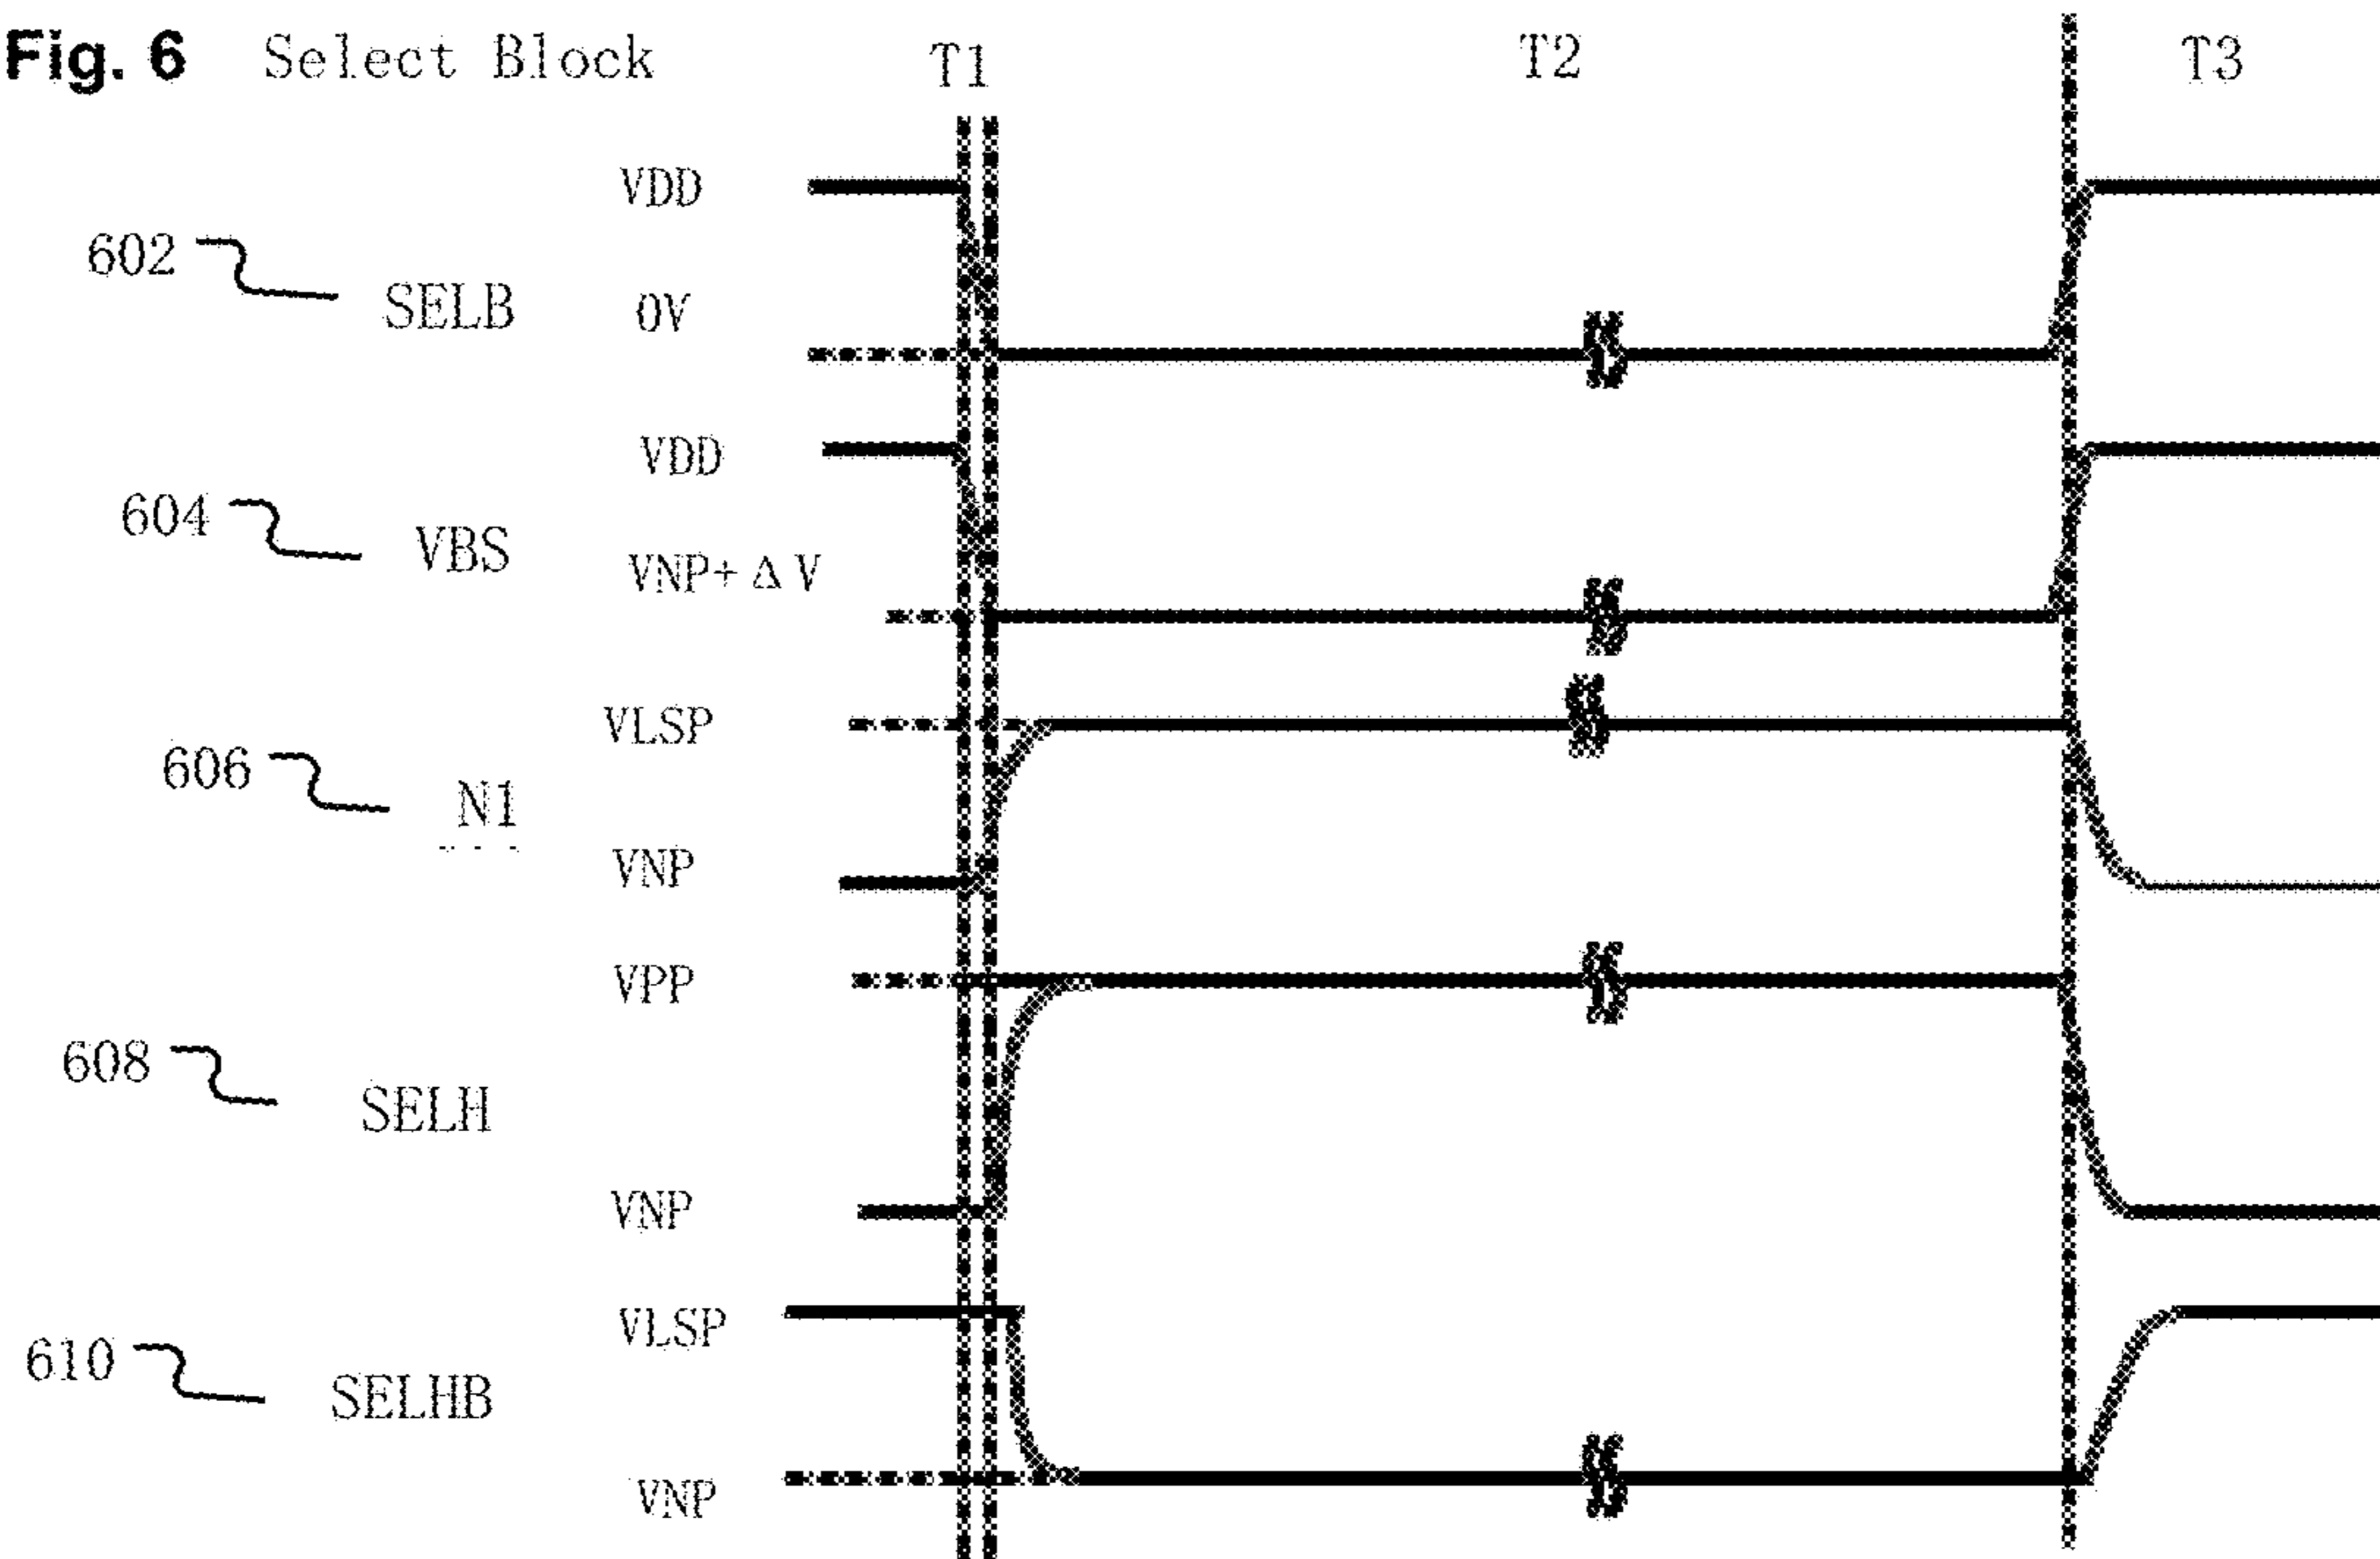 Fig. 6 Select Block T1 T2 T3
VDD
602 SELB 0V
VDD
604 VBS VNP+ΔV
VLSP
606 N1
VNP
VPP
608 SELH
VNP
VLSP
610 SELHB
VNP